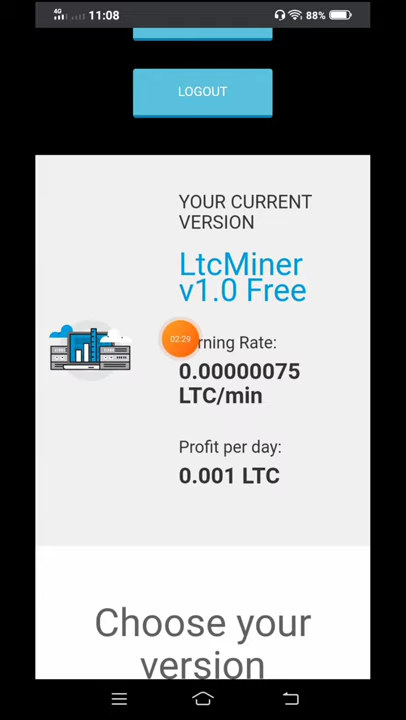 4G 11:08 88%
LOGOUT
YOUR CURRENT
VERSION
LtcMiner
v1.0 Free
02:29 rning Rate:
0.00000075
LTC/min
Profit per day:
0.001 LTC
Choose your
version